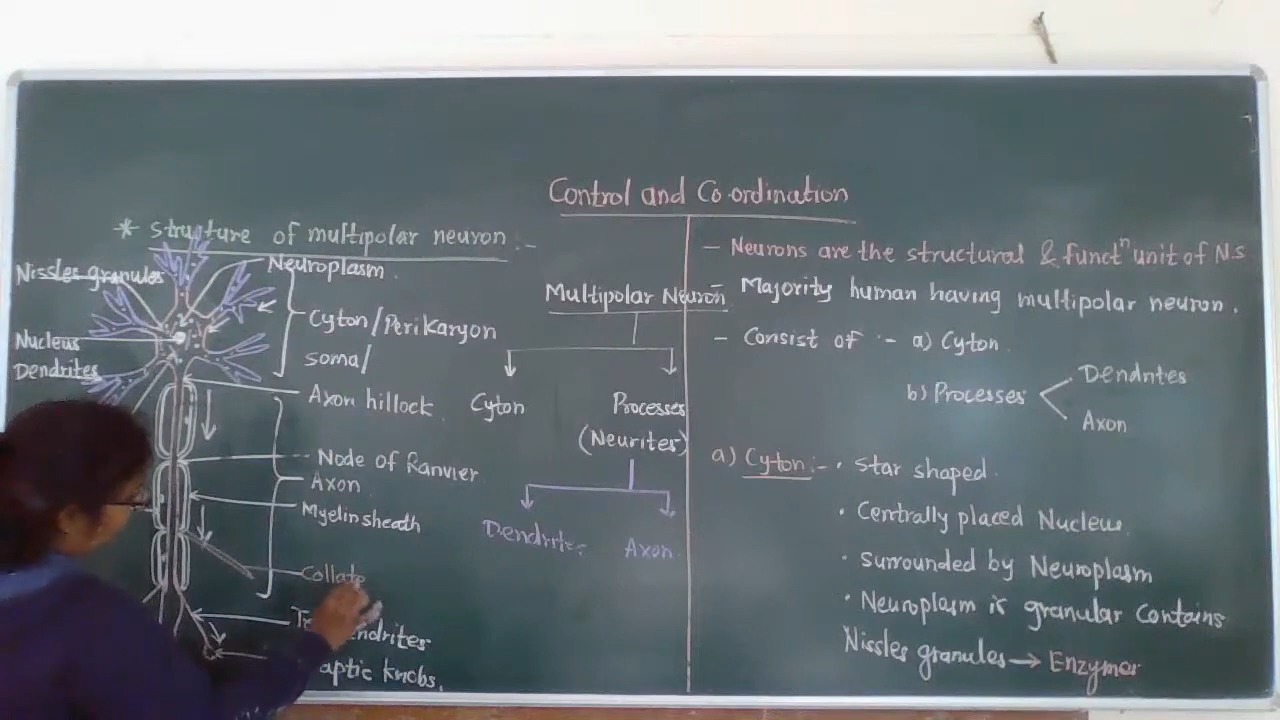 Control and Co ordination
* Structure of multipolar neuron :-
Nissles granules
Neuroplasm
Cyton/Perikaryon
soma/
Nucleus
Dendrites
Axon hillock
Node of Ranvier
Axon
Myelin sheath
Collate
dendrites
aptic knobs.
Multipolar Neuron
Cyton
Processes
(Neurites)
Dendrites
Axon
- Neurons are the structural & functⁿ unit of N.S
- Majority human having multipolar neuron.
- Consist of :- a) Cyton
b) Processes
Dendrites
Axon
a) Cyton :- • Star shaped.
• Centrally placed Nucleus
• Surrounded by Neuroplasm
• Neuroplasm is granular contains
Nissles granules → Enzymes